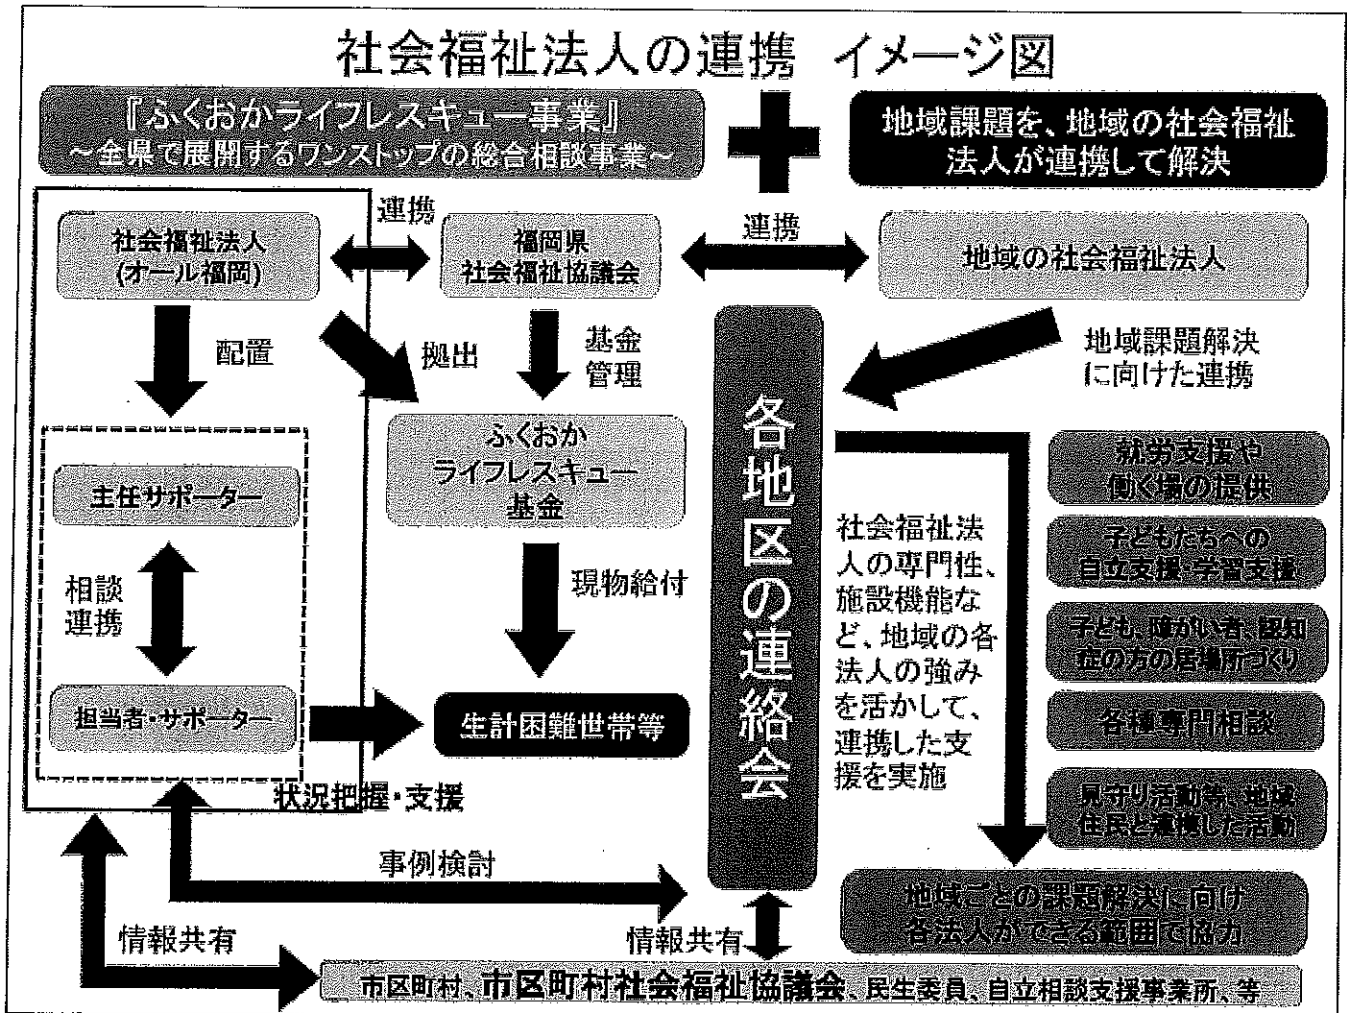 社会福祉法人の連携 イメージ図
『ふくおかライフレスキュー事業』
～全県で展開するワンストップの総合相談事業～
地域課題を、地域の社会福祉
法人が連携して解決
社会福祉法人
(オール福岡)
連携
福岡県
社会福祉協議会
連携
地域の社会福祉法人
配置
拠出
基金
管理
地域課題解決
に向けた連携
ふくおか
ライフレスキュー
基金
各地区の連絡会
主任サポーター
相談
連携
担当者・サポーター
現物給付
生計困難世帯等
状況把握・支援
社会福祉法
人の専門性、
施設機能な
ど、地域の各
法人の強み
を活かして、
連携した支
援を実施
就労支援や
働く場の提供
子どもたちへの
自立支援・学習支援
子ども、障がい者、認知
症の方の居場所づくり
各種専門相談
見守り活動等、地域
住民と連携した活動
事例検討
地域ごとの課題解決に向け
各法人ができる範囲で協力
情報共有
情報共有
市区町村、市区町村社会福祉協議会、民生委員、自立相談支援事業所、等